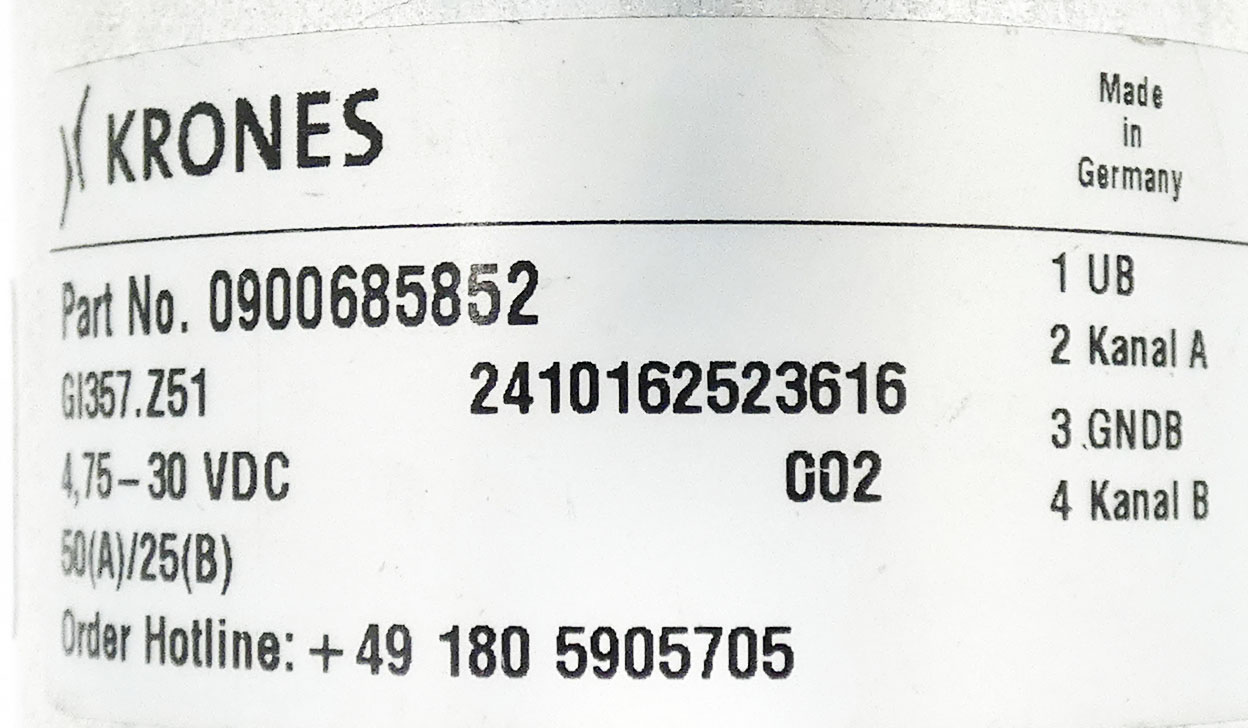 KRONES
Made
in
Germany
Part No. 0900685852
GI357.Z51
2410162523616
4,75–30 VDC
002
50(A)/25(B)
Order Hotline: +49 180 5905705
1 UB
2 Kanal A
3 GNDB
4 Kanal B